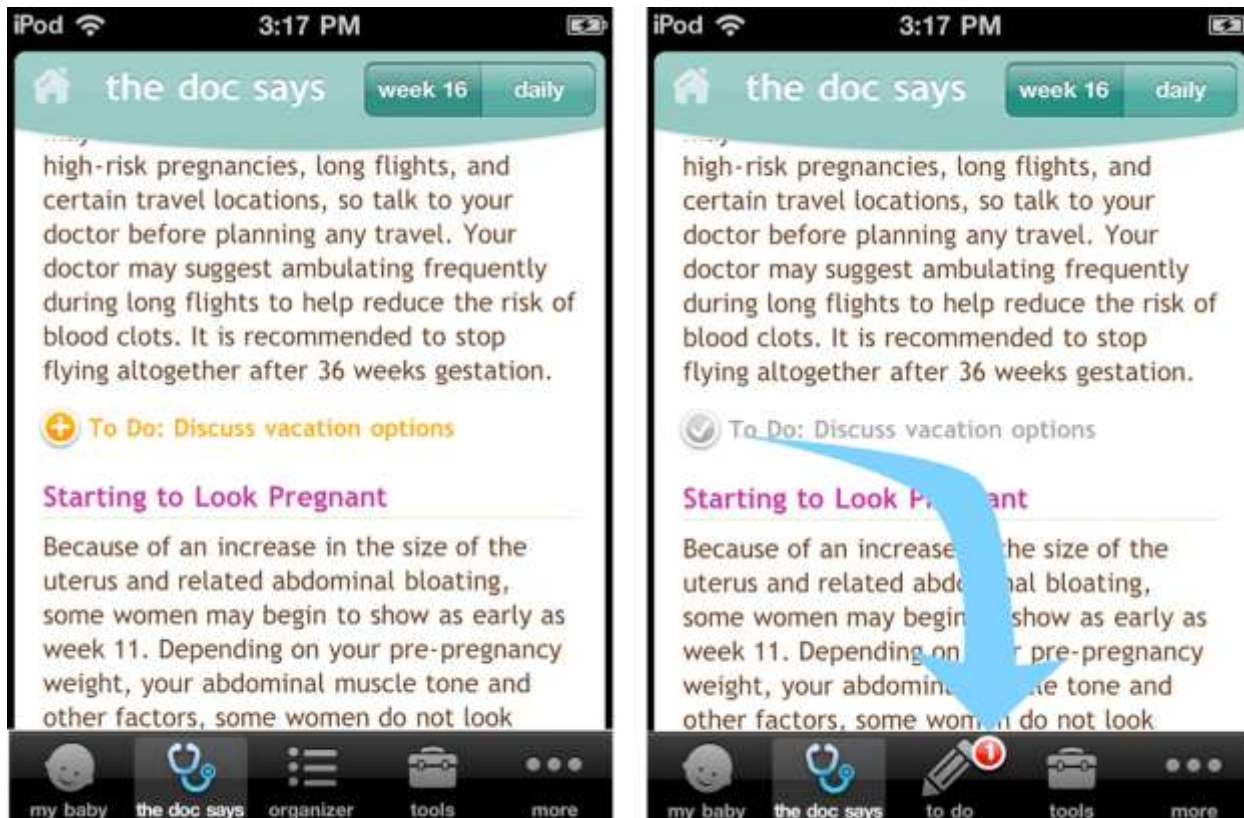 iPod 3:17 PM
the doc says week 16 daily
high-risk pregnancies, long flights, and
certain travel locations, so talk to your
doctor before planning any travel. Your
doctor may suggest ambulating frequently
during long flights to help reduce the risk of
blood clots. It is recommended to stop
flying altogether after 36 weeks gestation.
To Do: Discuss vacation options
Starting to Look Pregnant
Because of an increase in the size of the
uterus and related abdominal bloating,
some women may begin to show as early as
week 11. Depending on your pre-pregnancy
weight, your abdominal muscle tone and
other factors, some women do not look
my baby the doc says organizer tools more
iPod 3:17 PM
the doc says week 16 daily
high-risk pregnancies, long flights, and
certain travel locations, so talk to your
doctor before planning any travel. Your
doctor may suggest ambulating frequently
during long flights to help reduce the risk of
blood clots. It is recommended to stop
flying altogether after 36 weeks gestation.
To Do: Discuss vacation options
Starting to Look
Because of an increase the size of the
uterus and related bloating,
some women may begin show as early as
week 11. Depending on pre-pregnancy
weight, your tone and
other factors, some women do not look
1
my baby the doc says to do tools more